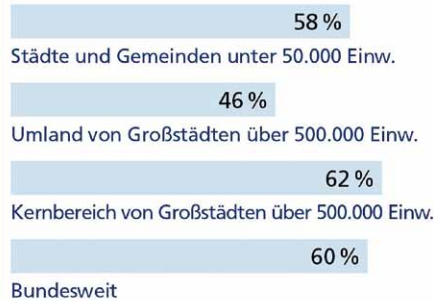 58 %
Städte und Gemeinden unter 50.000 Einw.
46 %
Umland von Großstädten über 500.000 Einw.
62 %
Kernbereich von Großstädten über 500.000 Einw.
60 %
Bundesweit